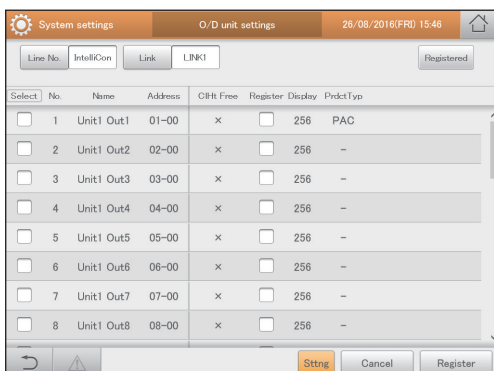 System settings O/D unit settings 26/08/2016(FRI) 15:46
Line No. IntelliCon Link LINK1 Registered
Select No. Name Address ClHt Free Register Display PrdctTyp
1 Unit1 Out1 01-00 × 256 PAC
2 Unit1 Out2 02-00 × 256 -
3 Unit1 Out3 03-00 × 256 -
4 Unit1 Out4 04-00 × 256 -
5 Unit1 Out5 05-00 × 256 -
6 Unit1 Out6 06-00 × 256 -
7 Unit1 Out7 07-00 × 256 -
8 Unit1 Out8 08-00 × 256 -
Sttng Cancel Register